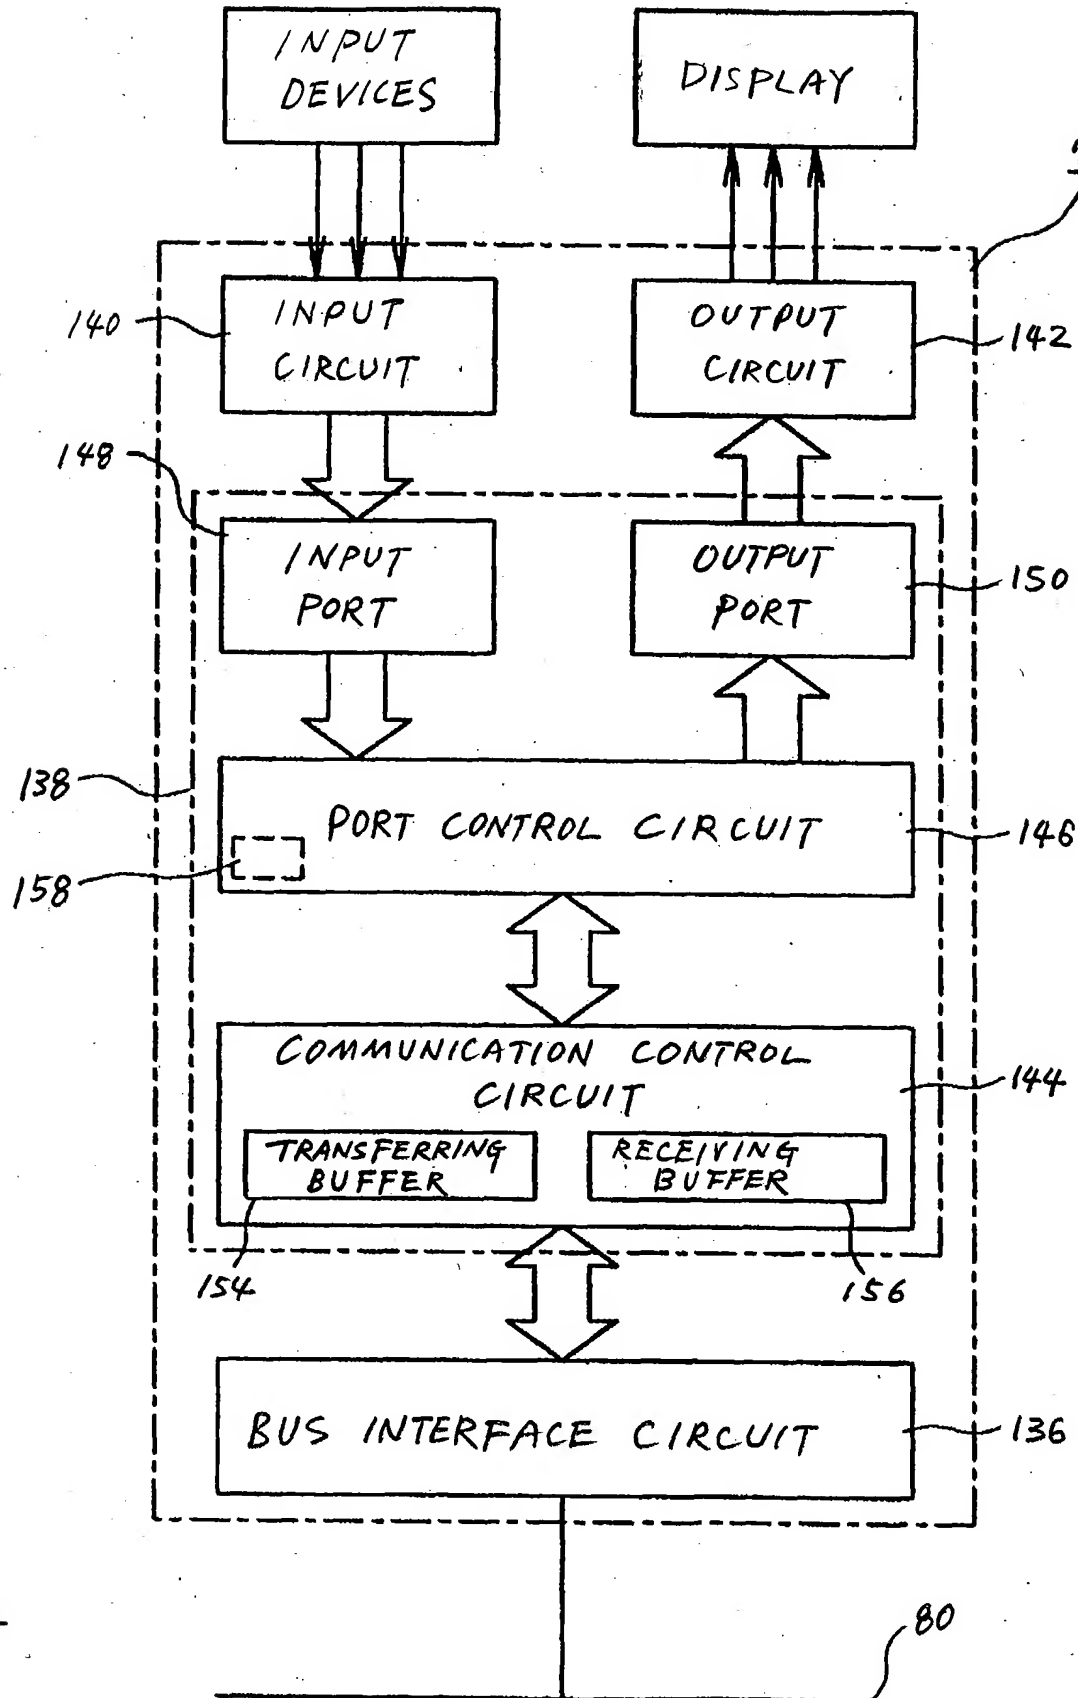 INPUT
DEVICES
DISPLAY
140
INPUT
CIRCUIT
OUTPUT
CIRCUIT
142
148
INPUT
PORT
OUTPUT
PORT
150
138
PORT CONTROL CIRCUIT
146
158
COMMUNICATION CONTROL
CIRCUIT
144
TRANSFERRING
BUFFER
RECEIVING
BUFFER
154
156
BUS INTERFACE CIRCUIT
136
80